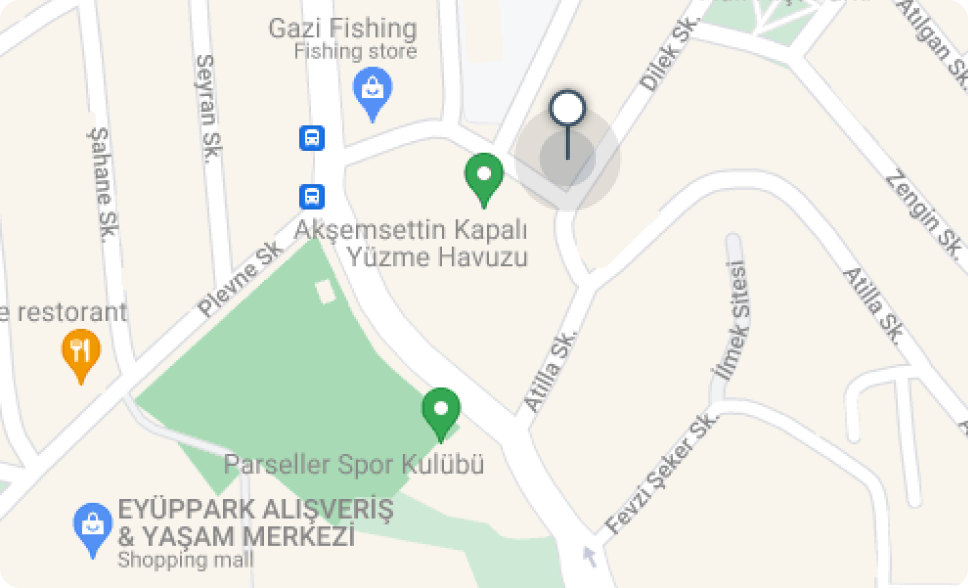 Gazi Fishing
Fishing store
Dilek Sk.
Atılgan Sk.
Seyran Sk.
Şahane Sk.
Zengin Sk.
Akşemsettin Kapalı
Yüzme Havuzu
Plevne Sk
İlmek Sitesi
Atilla Sk.
e restorant
Atilla Sk.
Fevzi Şeker Sk.
Parseller Spor Kulübü
EYÜPPARK ALIŞVERİŞ
& YAŞAM MERKEZİ
Shopping mall